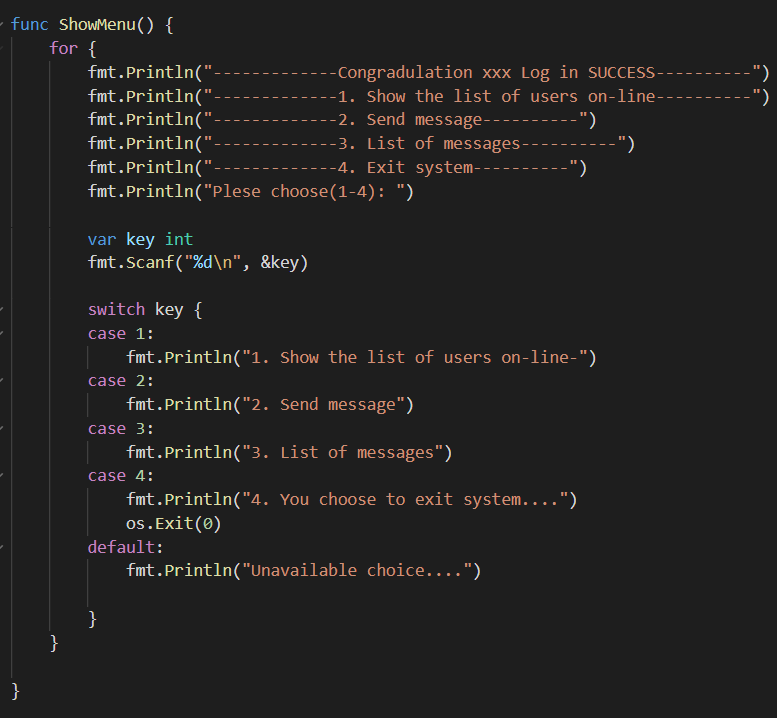 func ShowMenu() {
    for {
        fmt.Println("-------------Congradulation xxx Log in SUCCESS----------")
        fmt.Println("-------------1. Show the list of users on-line----------")
        fmt.Println("-------------2. Send message----------")
        fmt.Println("-------------3. List of messages----------")
        fmt.Println("-------------4. Exit system----------")
        fmt.Println("Plese choose(1-4): ")

        var key int
        fmt.Scanf("%d\n", &key)

        switch key {
        case 1:
            fmt.Println("1. Show the list of users on-line-")
        case 2:
            fmt.Println("2. Send message")
        case 3:
            fmt.Println("3. List of messages")
        case 4:
            fmt.Println("4. You choose to exit system....")
            os.Exit(0)
        default:
            fmt.Println("Unavailable choice....")

        }
    }

}